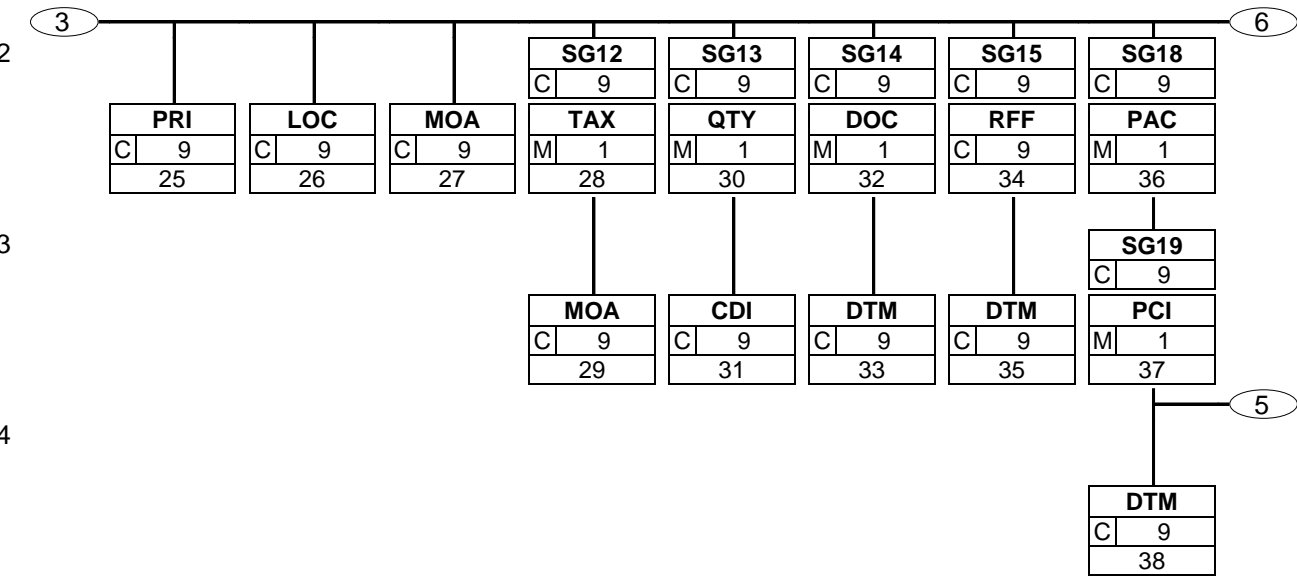 3 6
2
SG12 SG13 SG14 SG15 SG18
C 9 C 9 C 9 C 9 C 9
PRI LOC MOA TAX QTY DOC RFF PAC
C 9 C 9 C 9 M 1 M 1 M 1 C 9 M 1
25 26 27 28 30 32 34 36
3
SG19
C 9
MOA CDI DTM DTM PCI
C 9 C 9 C 9 C 9 M 1
29 31 33 35 37
5
4
DTM
C 9
38